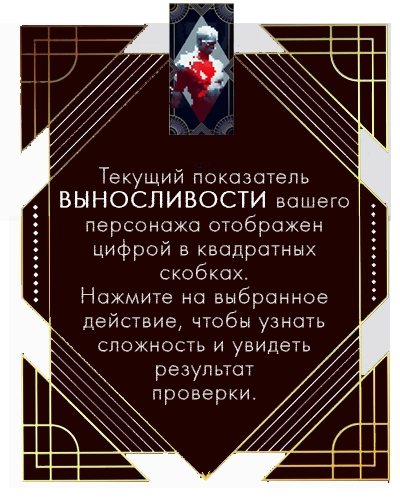 Текущий показатель
ВЫНОСЛИВОСТИ вашего
персонажа отображен
цифрой в квадратных
скобках.
Нажмите на выбранное
действие, чтобы узнать
сложность и увидеть
результат
проверки.